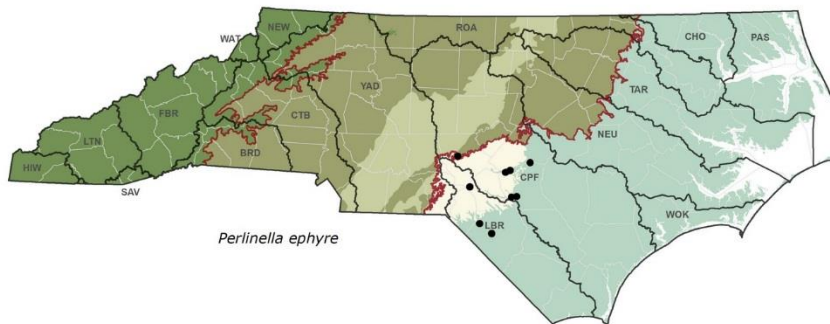 NEW
WAT
ROA
CHO
PAS
YAD
TAR
FBR
CTB
LTN
NEU
BRD
HIW
CPF
SAV
WOK
LBR
Perlinella ephyre